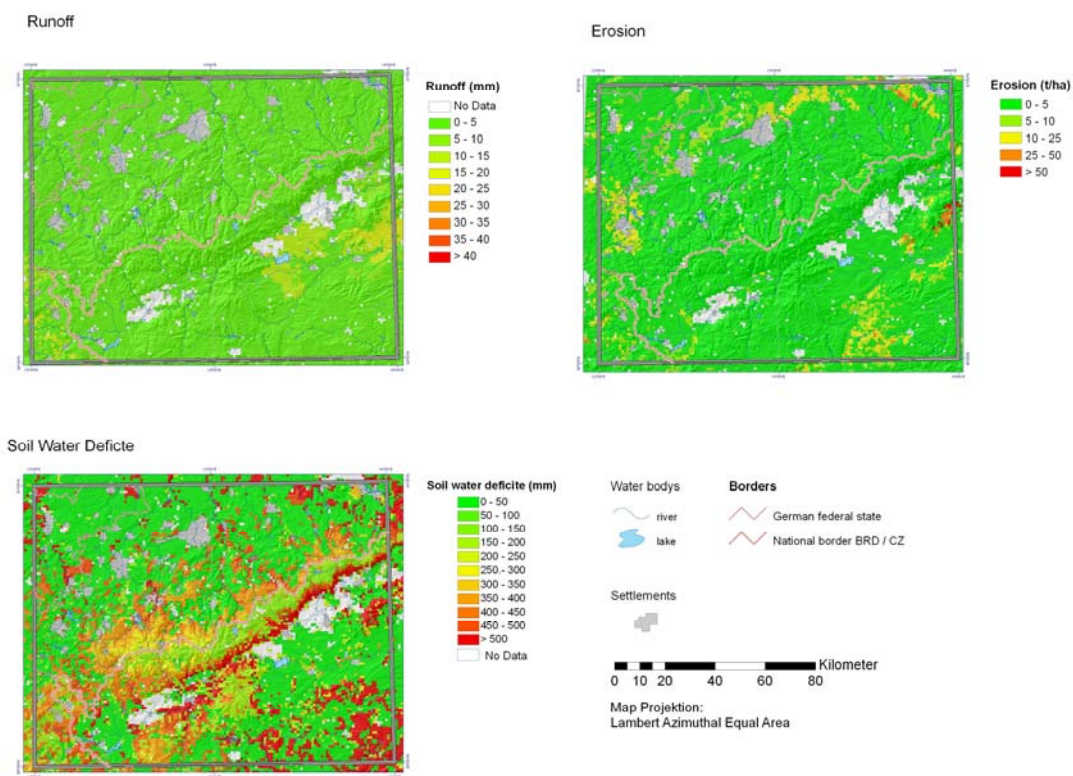 Runoff
Runoff (mm)
No Data
0 - 5
5 - 10
10 - 15
15 - 20
20 - 25
25 - 30
30 - 35
35 - 40
> 40
Erosion
Erosion (t/ha)
0 - 5
5 - 10
10 - 25
25 - 50
> 50
Soil Water Deficte
Soil water deficite (mm)
0 - 50
50 - 100
100 - 150
150 - 200
200 - 250
250 - 300
300 - 350
350 - 400
400 - 450
450 - 500
> 500
No Data
Water bodys
river
lake
Borders
German federal state
National border BRD / CZ
Settlements
Kilometer
0 10 20 40 60 80
Map Projektion:
Lambert Azimuthal Equal Area